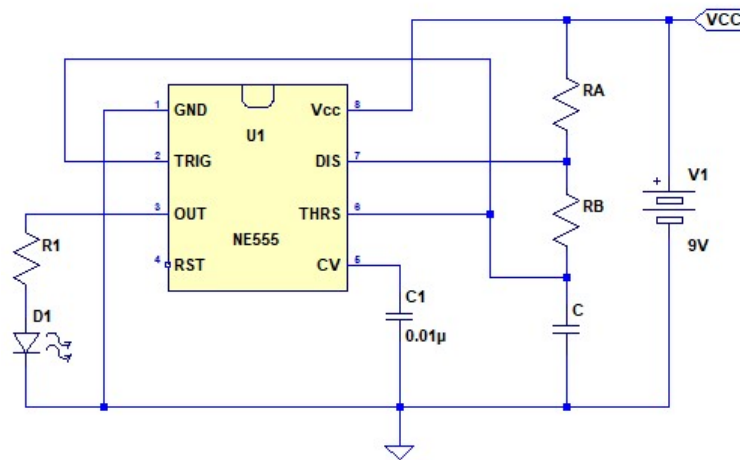 VCC
1 GND Vcc 8
RA
U1
2 TRIG DIS 7
V1
+
RB
3 OUT THRS 6
R1
NE555
9V
4 RST CV 5
C1
C
D1
0.01µ